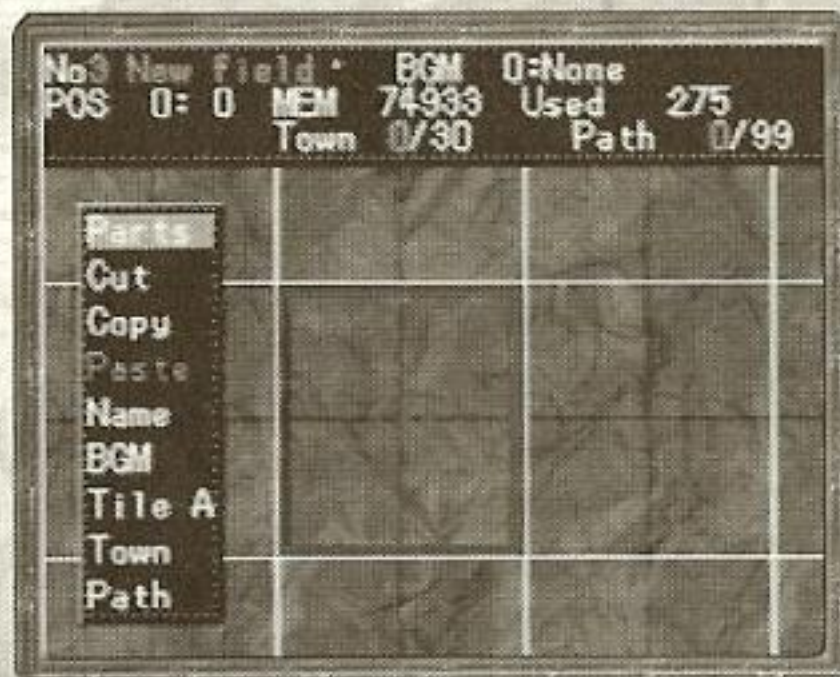 No3 New field
BGM 0:None
POS 0: 0 MEM 74933 Used 275
Town 0/30 Path 0/99
Parts
Cut
Copy
Paste
Name
BGM
Tile A
Town
Path